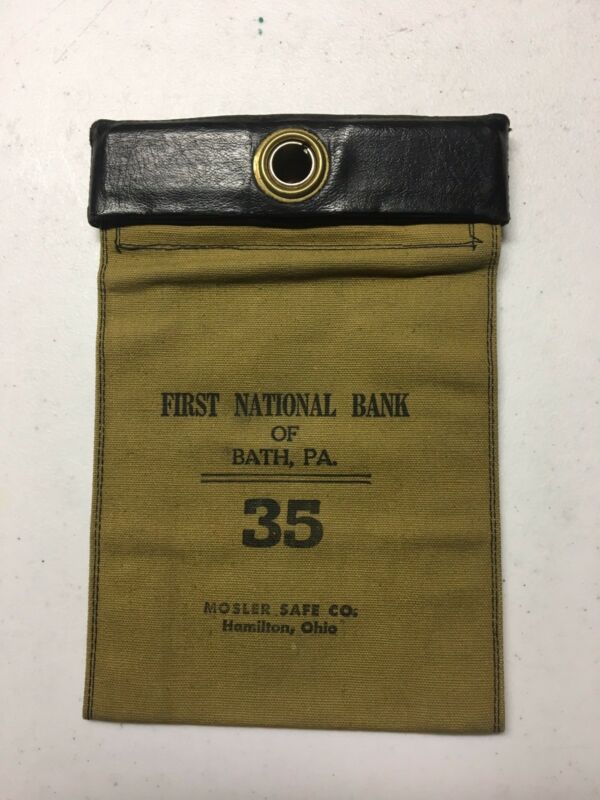 FIRST NATIONAL BANK
OF
BATH, PA.
35
MOSLER SAFE CO.
Hamilton, Ohio